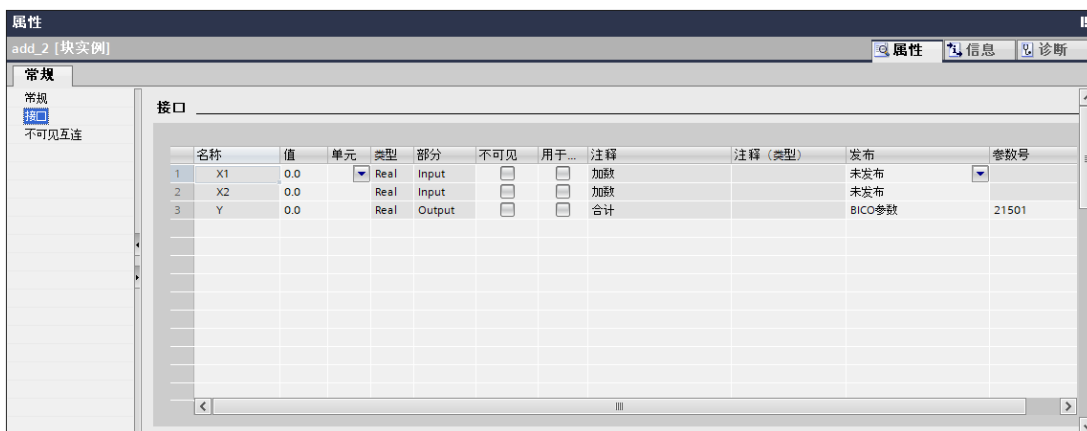 属性
add_2 [块实例]
属性 信息 诊断
常规
常规
接口
不可见互连
接口
名称 值 单元 类型 部分 不可见 用于... 注释 注释（类型） 发布 参数号
1 X1 0.0 Real Input 加数 未发布
2 X2 0.0 Real Input 加数 未发布
3 Y 0.0 Real Output 合计 BICO参数 21501